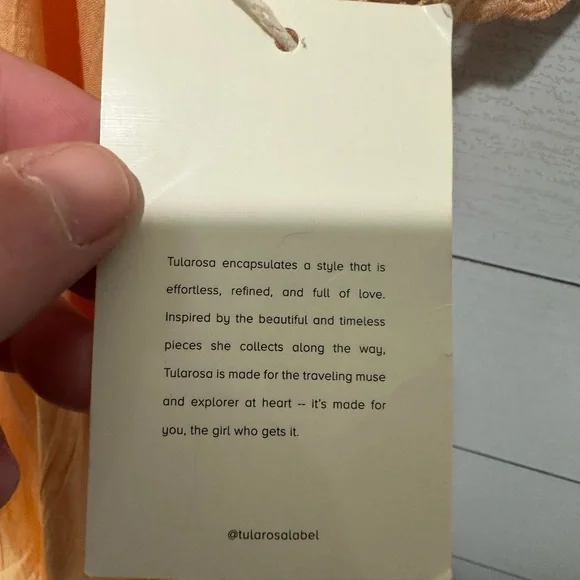 Tularosa encapsulates a style that is
effortless, refined, and full of love.
Inspired by the beautiful and timeless
pieces she collects along the way,
Tularosa is made for the traveling muse
and explorer at heart -- it's made for
you, the girl who gets it.
@tularosalabel